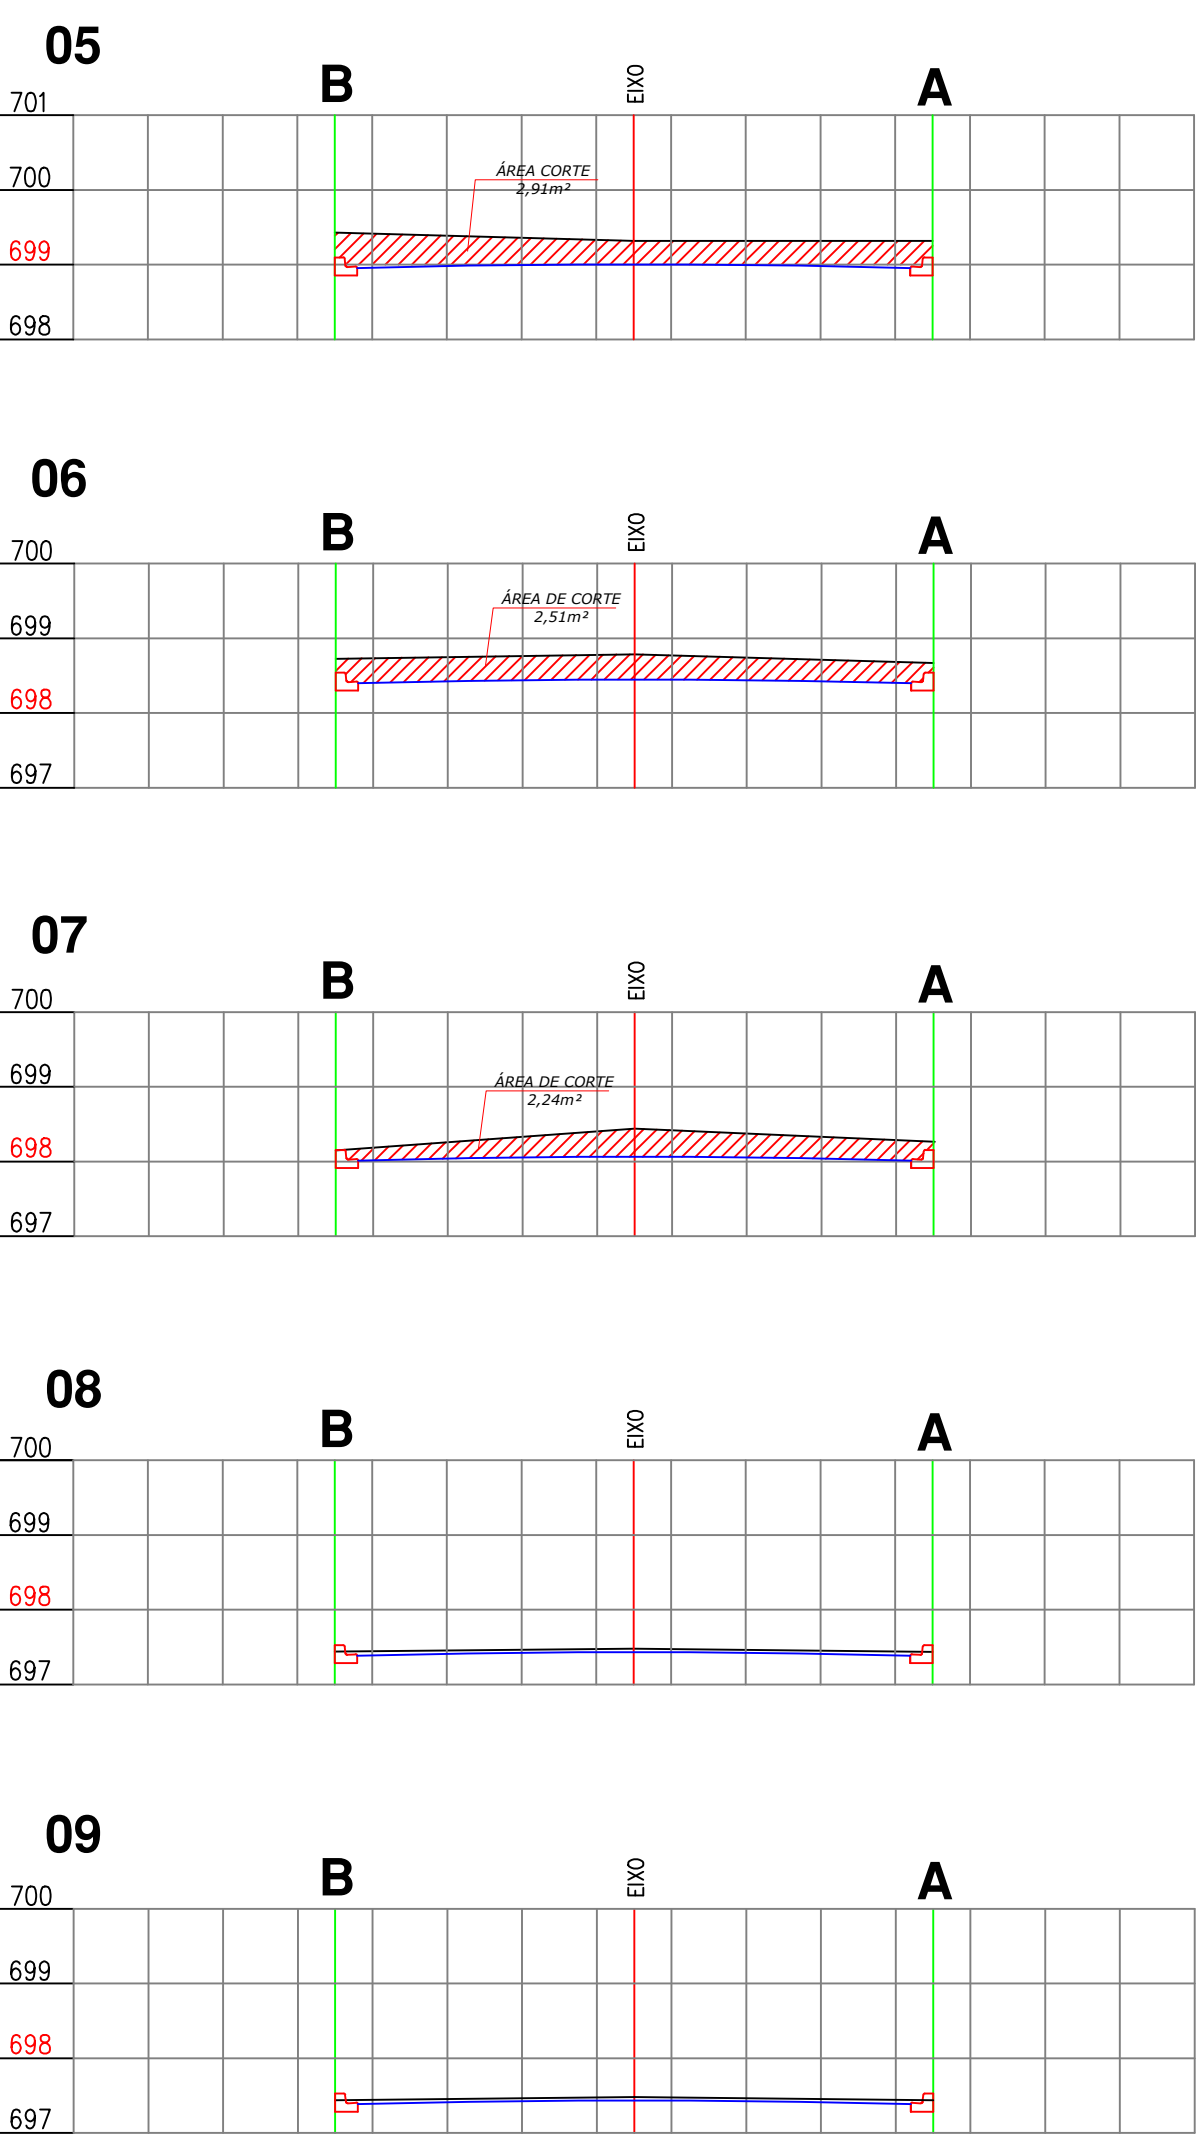 05
B
EIXO
A
701
ÁREA CORTE
700
2,91m²
699
698
06
B
EIXO
A
700
ÁREA DE CORTE
699
2,51m²
698
697
07
B
EIXO
A
700
699
ÁREA DE CORTE
2,24m²
698
697
08
B
EIXO
A
700
699
698
697
09
B
EIXO
A
700
699
698
697